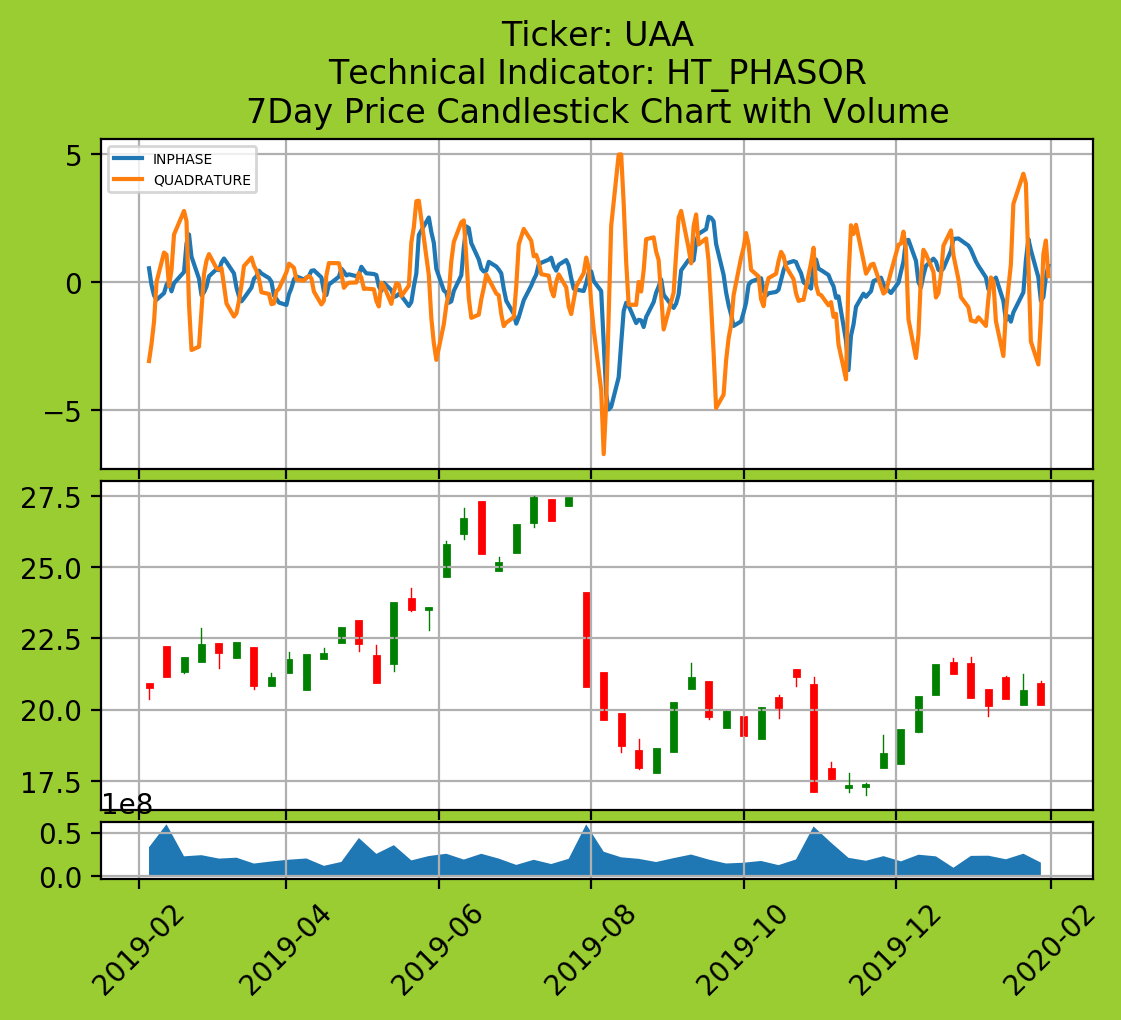 Ticker: UAA
Technical Indicator: HT_PHASOR
7Day Price Candlestick Chart with Volume
INPHASE
QUADRATURE
5
0
−5
27.5
25.0
22.5
20.0
17.5
1e8
0.5
0.0
2019-02
2019-04
2019-06
2019-08
2019-10
2019-12
2020-02